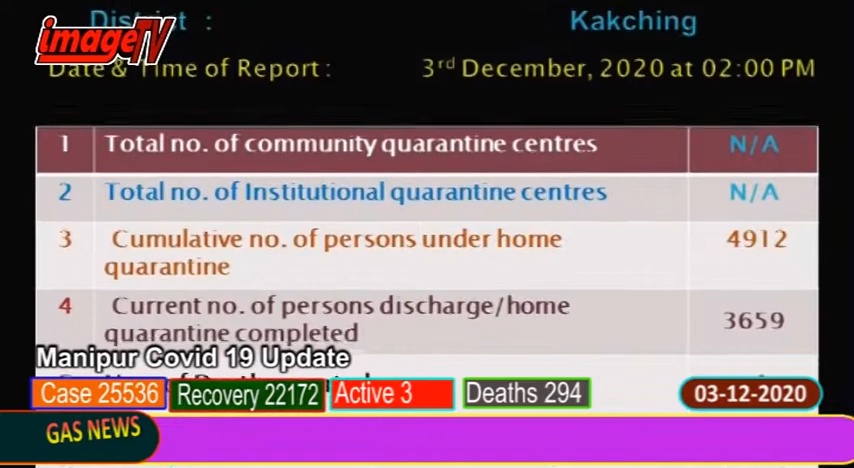 District : Kakching
imageTV
Date & Time of Report : 3rd December, 2020 at 02:00 PM
1 Total no. of community quarantine centres N/A
2 Total no. of Institutional quarantine centres N/A
3 Cumulative no. of persons under home 4912
quarantine
4 Current no. of persons discharge/home 3659
quarantine completed
Manipur Covid 19 Update
Case 25536 Recovery 22172 Active 3 Deaths 294 03-12-2020
GAS NEWS